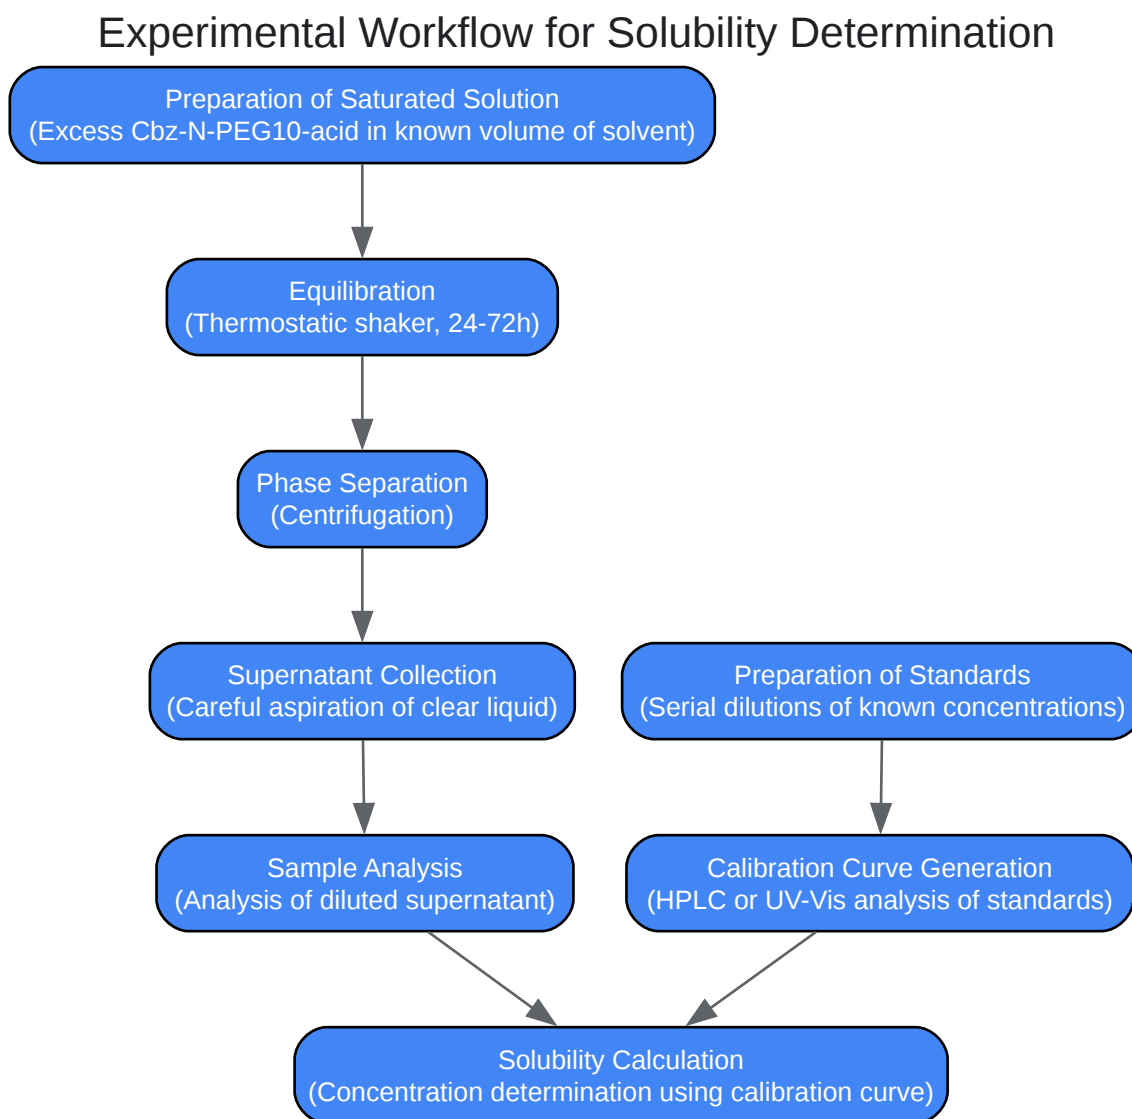 Experimental Workflow for Solubility Determination
Preparation of Saturated Solution
(Excess Cbz-N-PEG10-acid in known volume of solvent)
Equilibration
(Thermostatic shaker, 24-72h)
Phase Separation
(Centrifugation)
Supernatant Collection
(Careful aspiration of clear liquid)
Preparation of Standards
(Serial dilutions of known concentrations)
Sample Analysis
(Analysis of diluted supernatant)
Calibration Curve Generation
(HPLC or UV-Vis analysis of standards)
Solubility Calculation
(Concentration determination using calibration curve)